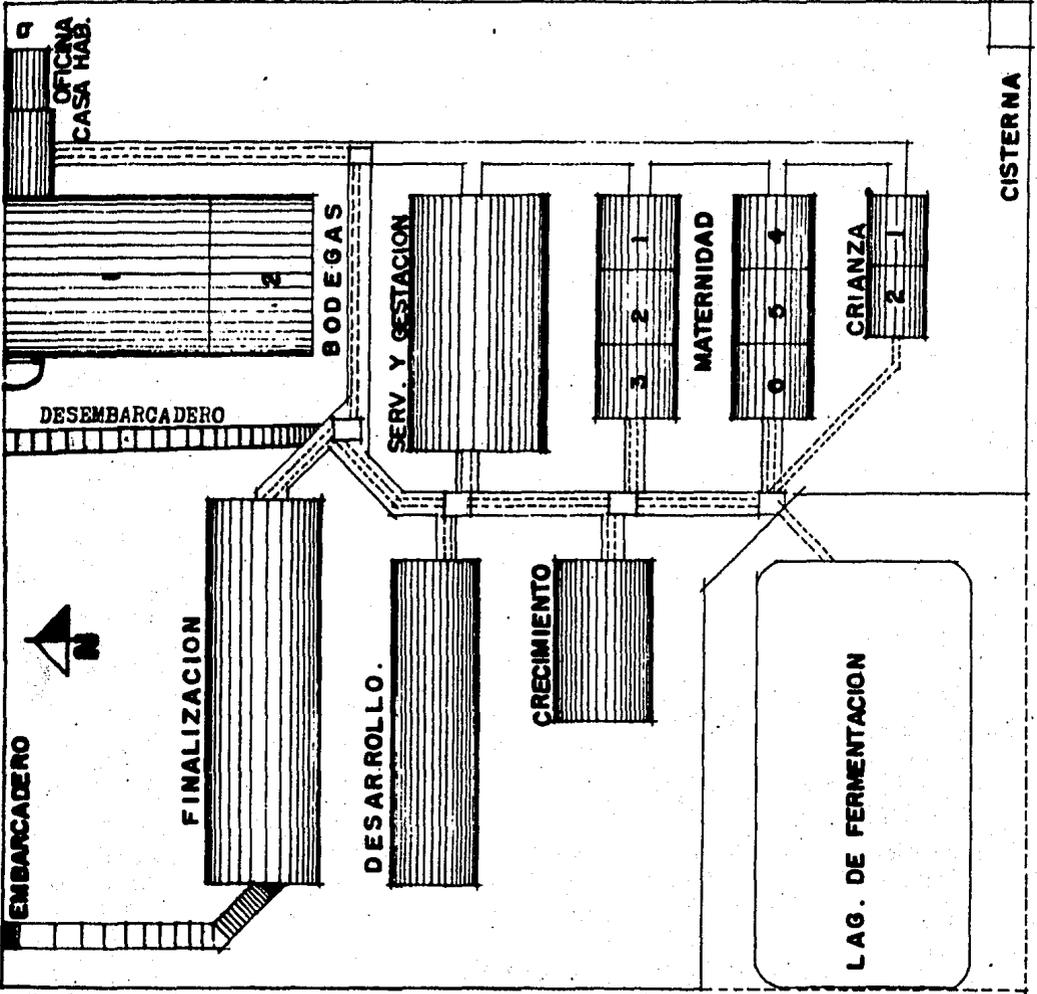 OFICINA
CASA HAB.
CISTERNA
BODEGAS
1
2
SERV. Y GESTACION
MATERNIDAD
1
2
3
4
5
6
CRIANZA
1
2
DESEMBARCADERO
N
FINALIZACION
DESARROLLO.
CRECIMIENTO
EMBARCADERO
LAG. DE FERMENTACION